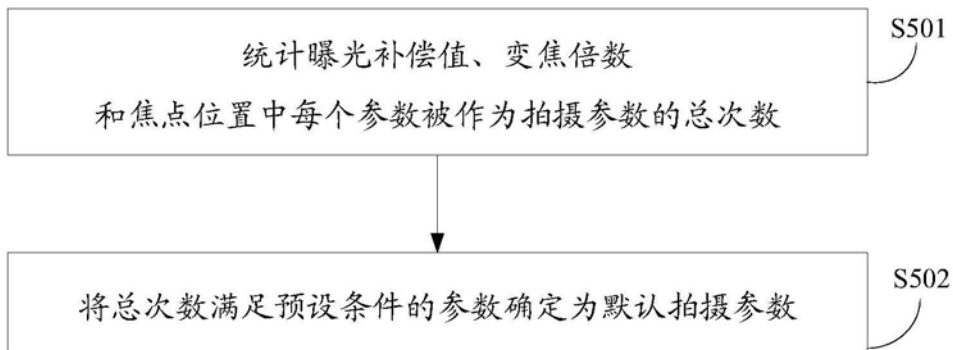 统计曝光补偿值、变焦倍数
和焦点位置中每个参数被作为拍摄参数的总次数
S501
将总次数满足预设条件的参数确定为默认拍摄参数
S502